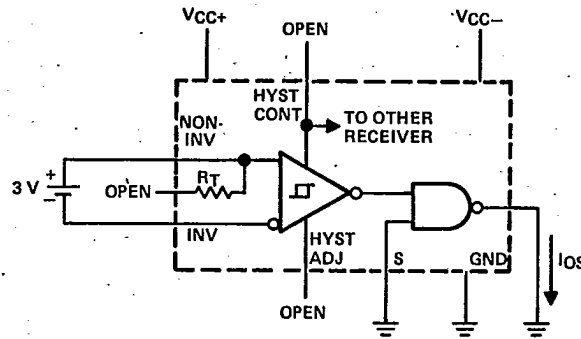 VCC+
OPEN
VCC−
HYST
CONT
TO OTHER
RECEIVER
NON-
INV
3 V
+
−
OPEN
RT
INV
HYST
ADJ
S
GND
IOS
OPEN